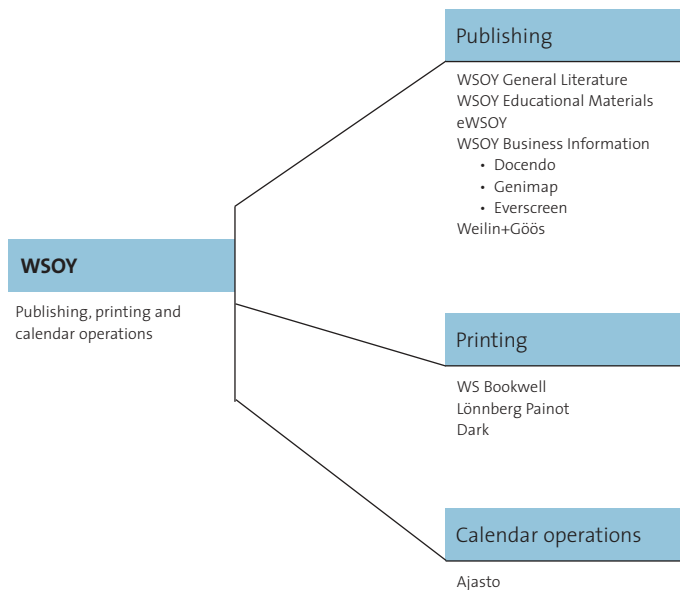 Publishing
WSOY General Literature
WSOY Educational Materials
eWSOY
WSOY Business Information
• Docendo
• Genimap
• Everscreen
Weilin+Göös
WSOY
Publishing, printing and
calendar operations
Printing
WS Bookwell
Lönnberg Painot
Dark
Calendar operations
Ajasto